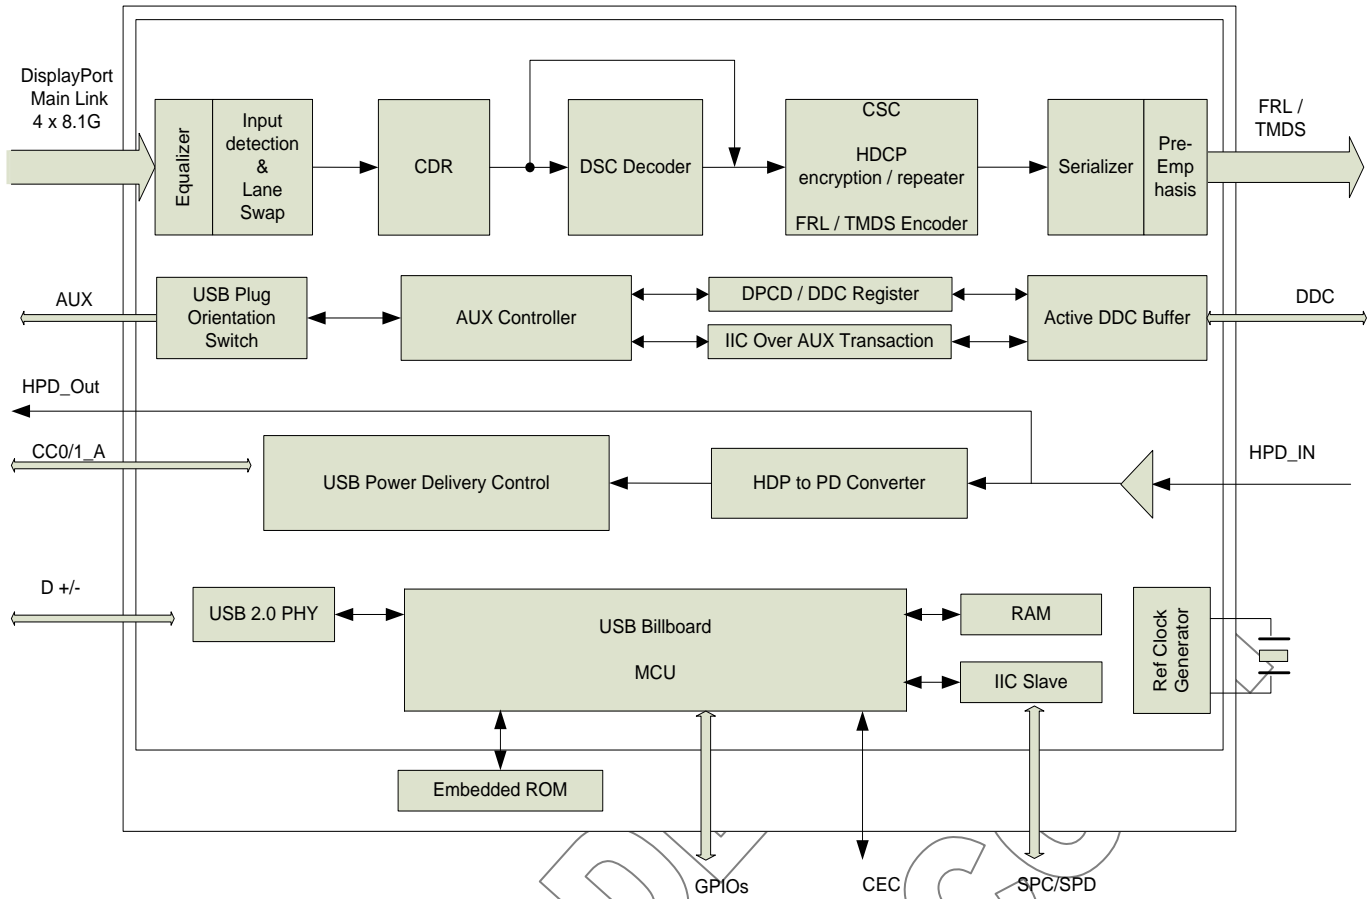 DisplayPort
Main Link
4 x 8.1G
Equalizer
Input
detection
&
Lane
Swap
CDR
DSC Decoder
CSC
HDCP
encryption / repeater
FRL / TMDS Encoder
Serializer
Pre-
Emp
hasis
FRL /
TMDS
AUX
USB Plug
Orientation
Switch
AUX Controller
DPCD / DDC Register
IIC Over AUX Transaction
Active DDC Buffer
DDC
HPD_Out
CC0/1_A
USB Power Delivery Control
HDP to PD Converter
HPD_IN
D +/-
USB 2.0 PHY
USB Billboard
MCU
RAM
IIC Slave
Ref Clock
Generator
Embedded ROM
GPIOs
CEC
SPC/SPD